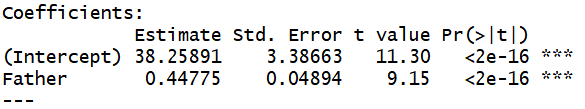 Coefficients:
            Estimate Std. Error t value Pr(>|t|)
(Intercept) 38.25891    3.38663   11.30   <2e-16 ***
Father       0.44775    0.04894    9.15   <2e-16 ***
---